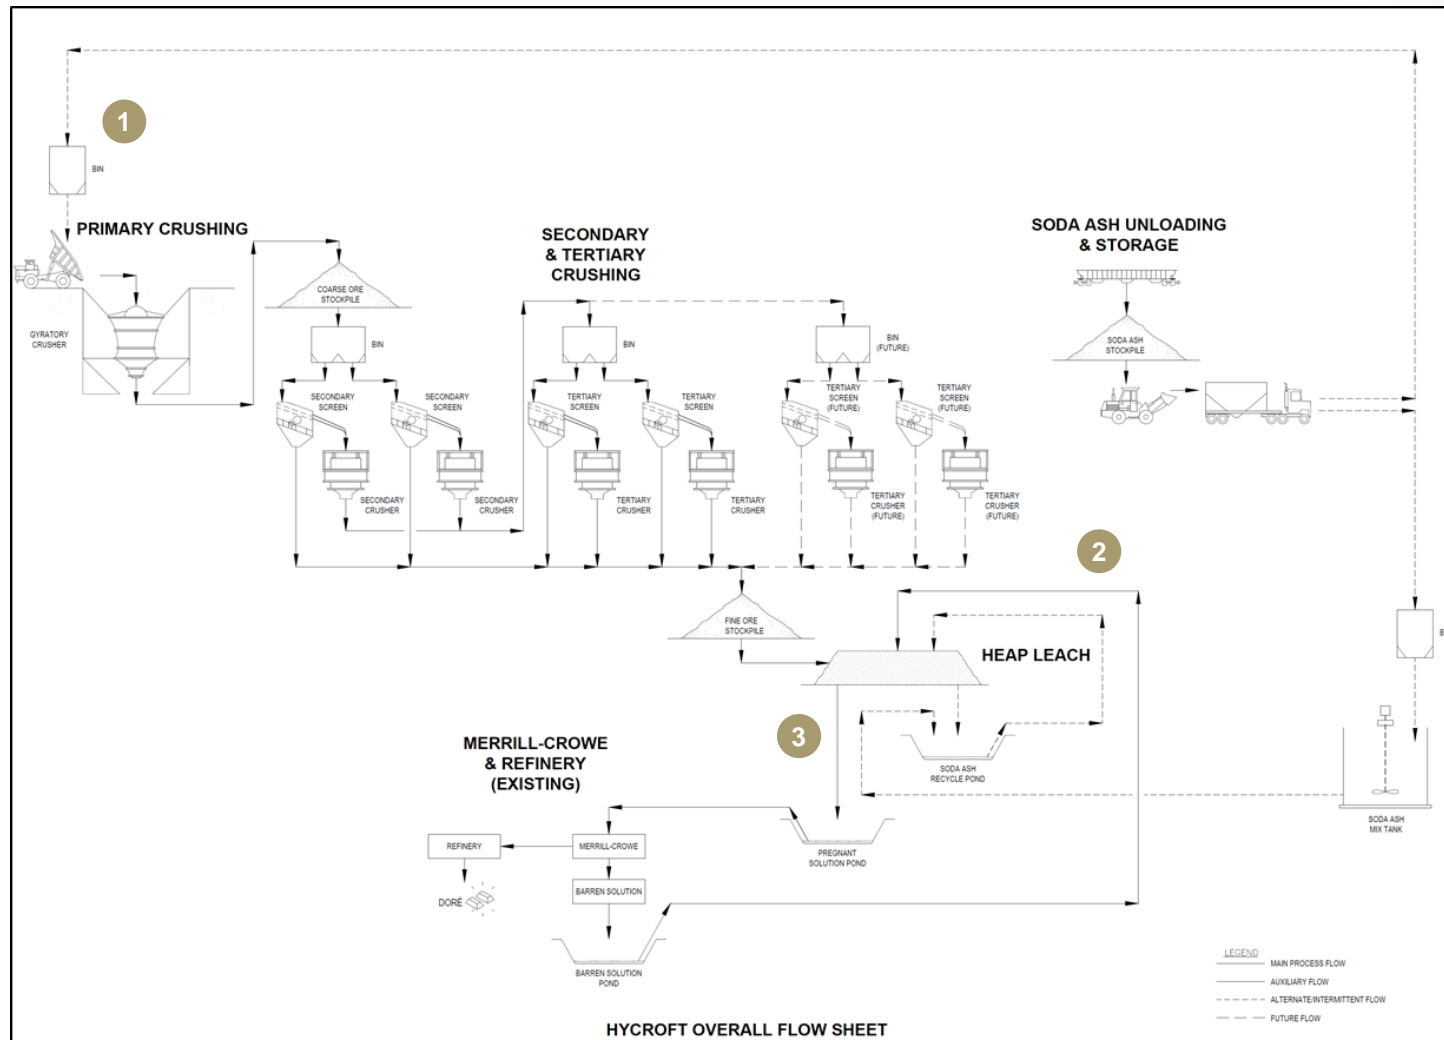 1
BIN
PRIMARY CRUSHING
GYRATORY
CRUSHER
COARSE ORE
STOCKPILE
BIN
SECONDARY
SCREEN
SECONDARY
SCREEN
SECONDARY
CRUSHER
SECONDARY
CRUSHER
SECONDARY
& TERTIARY
CRUSHING
BIN
TERTIARY
SCREEN
TERTIARY
SCREEN
TERTIARY
CRUSHER
TERTIARY
CRUSHER
BIN
(FUTURE)
TERTIARY
SCREEN
(FUTURE)
TERTIARY
SCREEN
(FUTURE)
TERTIARY
CRUSHER
(FUTURE)
TERTIARY
CRUSHER
(FUTURE)
SODA ASH UNLOADING
& STORAGE
SODA ASH
STOCKPILE
2
FINE ORE
STOCKPILE
HEAP LEACH
B
3
SODA ASH
RECYCLE POND
SODA ASH
MIX TANK
MERRILL-CROWE
& REFINERY
(EXISTING)
REFINERY
MERRILL-CROWE
PREGNANT
SOLUTION POND
DORÉ
BARREN SOLUTION
BARREN SOLUTION
POND
LEGEND
MAIN PROCESS FLOW
AUXILIARY FLOW
ALTERNATE/INTERMITTENT FLOW
FUTURE FLOW
HYCROFT OVERALL FLOW SHEET